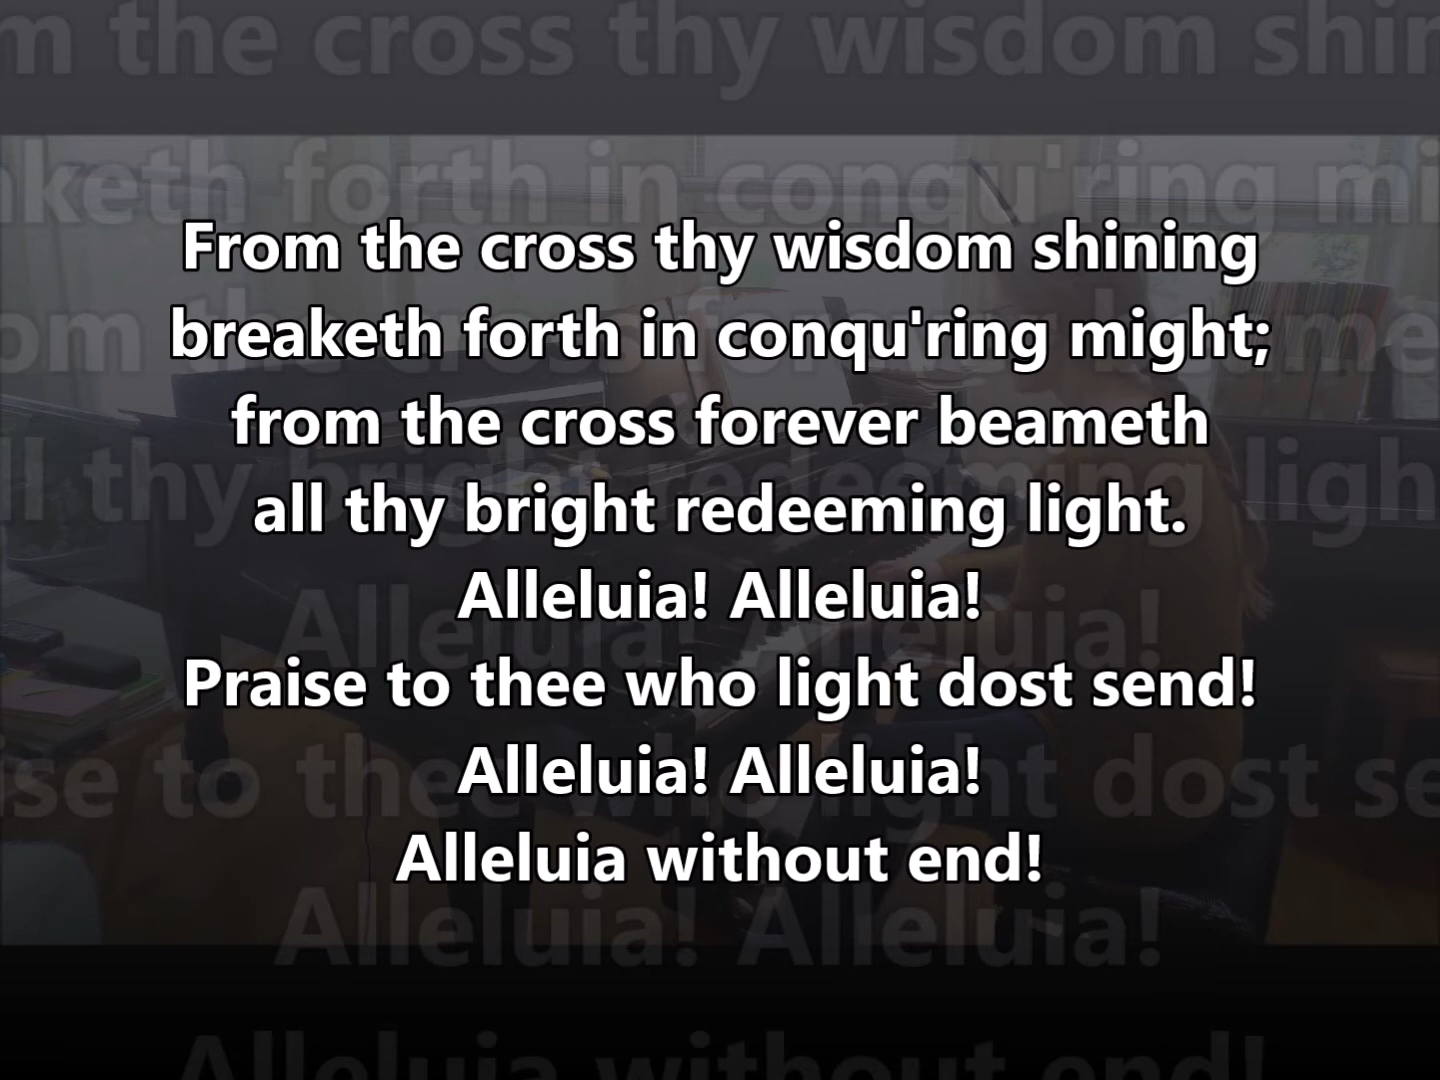 From the cross thy wisdom shining
breaketh forth in conqu'ring might;
from the cross forever beameth
all thy bright redeeming light.
Alleluia! Alleluia!
Praise to thee who light dost send!
Alleluia! Alleluia!
Alleluia without end!